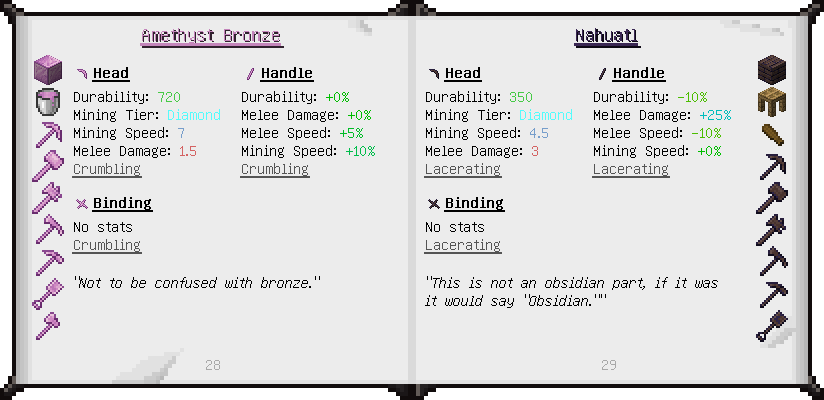 Amethyst Bronze
Head
Durability: 720
Mining Tier: Diamond
Mining Speed: 7
Melee Damage: 1.5
Crumbling
Handle
Durability: +0%
Melee Damage: +0%
Melee Speed: +5%
Mining Speed: +10%
Crumbling
Binding
No stats
Crumbling
"Not to be confused with bronze."
28
Nahuatl
Head
Durability: 350
Mining Tier: Diamond
Mining Speed: 4.5
Melee Damage: 3
Lacerating
Handle
Durability: -10%
Melee Damage: +25%
Melee Speed: -10%
Mining Speed: +0%
Lacerating
Binding
No stats
Lacerating
"This is not an obsidian part, if it was
it would say "Obsidian.""
29